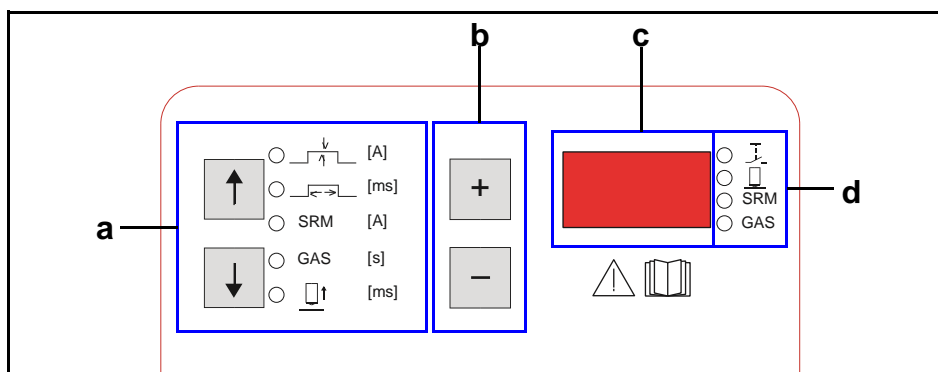 b c
[A]
[ms]
+
SRM [A]
SRM
a d
GAS
GAS [s]
−
[ms]